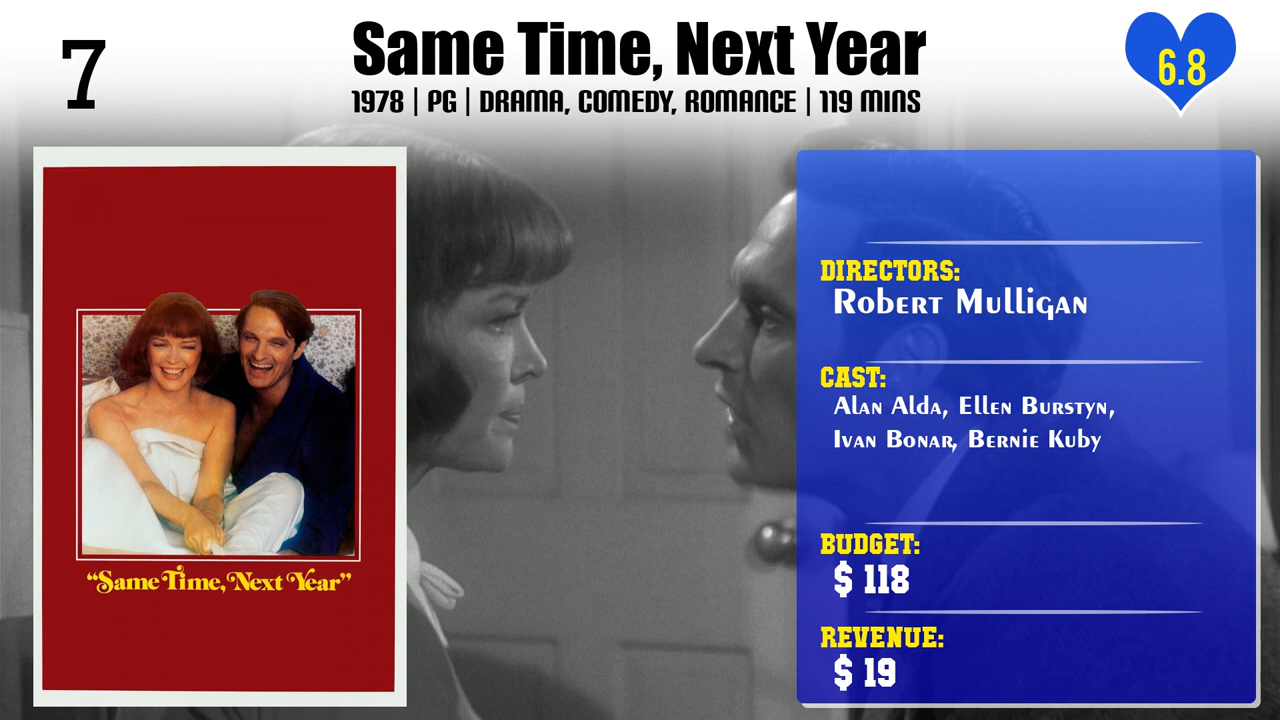 7
Same Time, Next Year
6.8
1978 | PG | DRAMA, COMEDY, ROMANCE | 119 MINS
"Same Time, Next Year"
DIRECTORS:
Robert Mulligan
CAST:
Alan Alda, Ellen Burstyn,
Ivan Bonar, Bernie Kuby
BUDGET:
$ 118
REVENUE:
$ 19